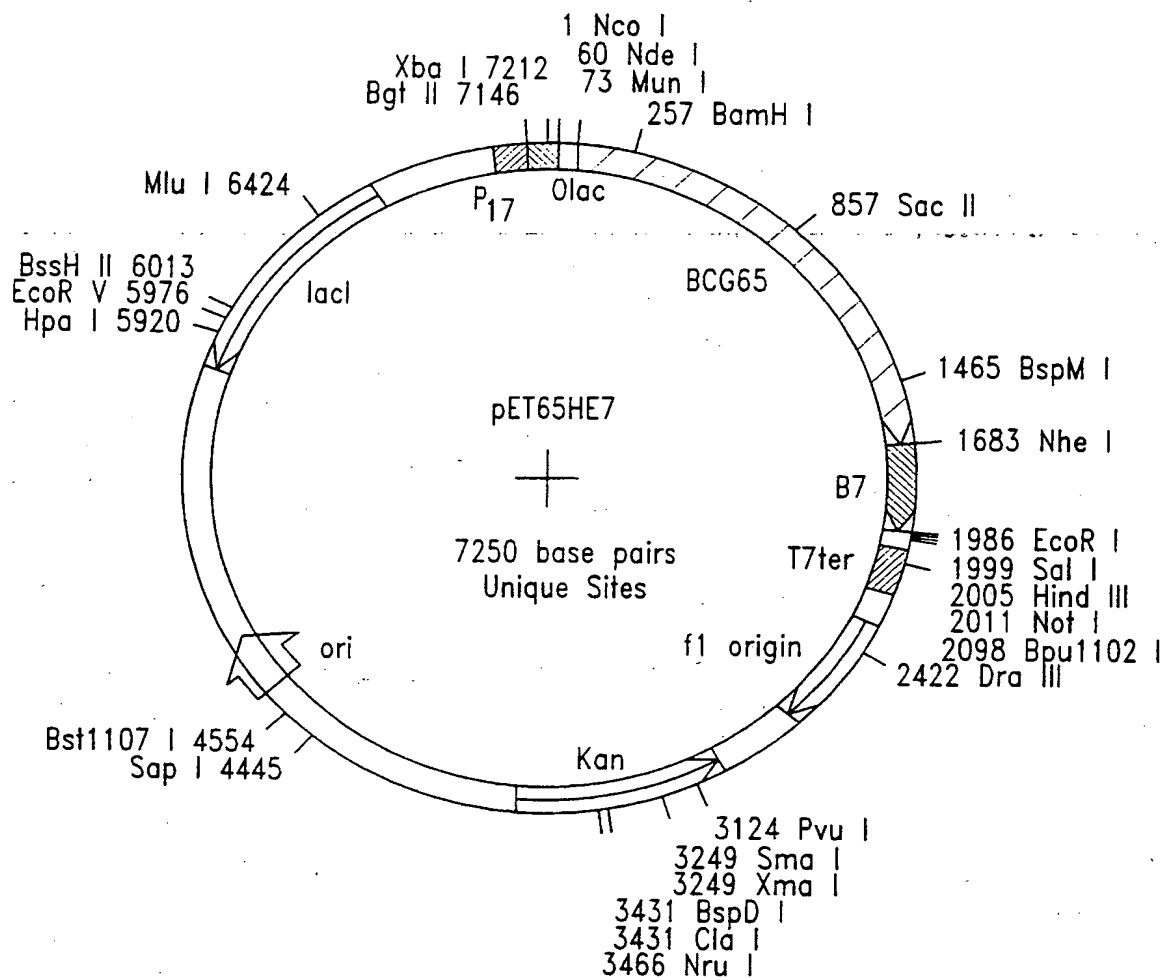 1 Nco I
60 Nde I
73 Mun I
257 BamH I
Xba I 7212
Bgt II 7146
P17
Olac
Mlu I 6424
857 Sac II
BssH II 6013
EcoR V 5976
Hpa I 5920
lacI
BCG65
1465 BspM I
pET65HE7
1683 Nhe I
B7
7250 base pairs
Unique Sites
T7ter
1986 EcoR I
1999 Sal I
2005 Hind III
2011 Not I
2098 Bpu1102 I
2422 Dra III
f1 origin
ori
Bst1107 I 4554
Sap I 4445
Kan
3124 Pvu I
3249 Sma I
3249 Xma I
3431 BspD I
3431 Cla I
3466 Nru I